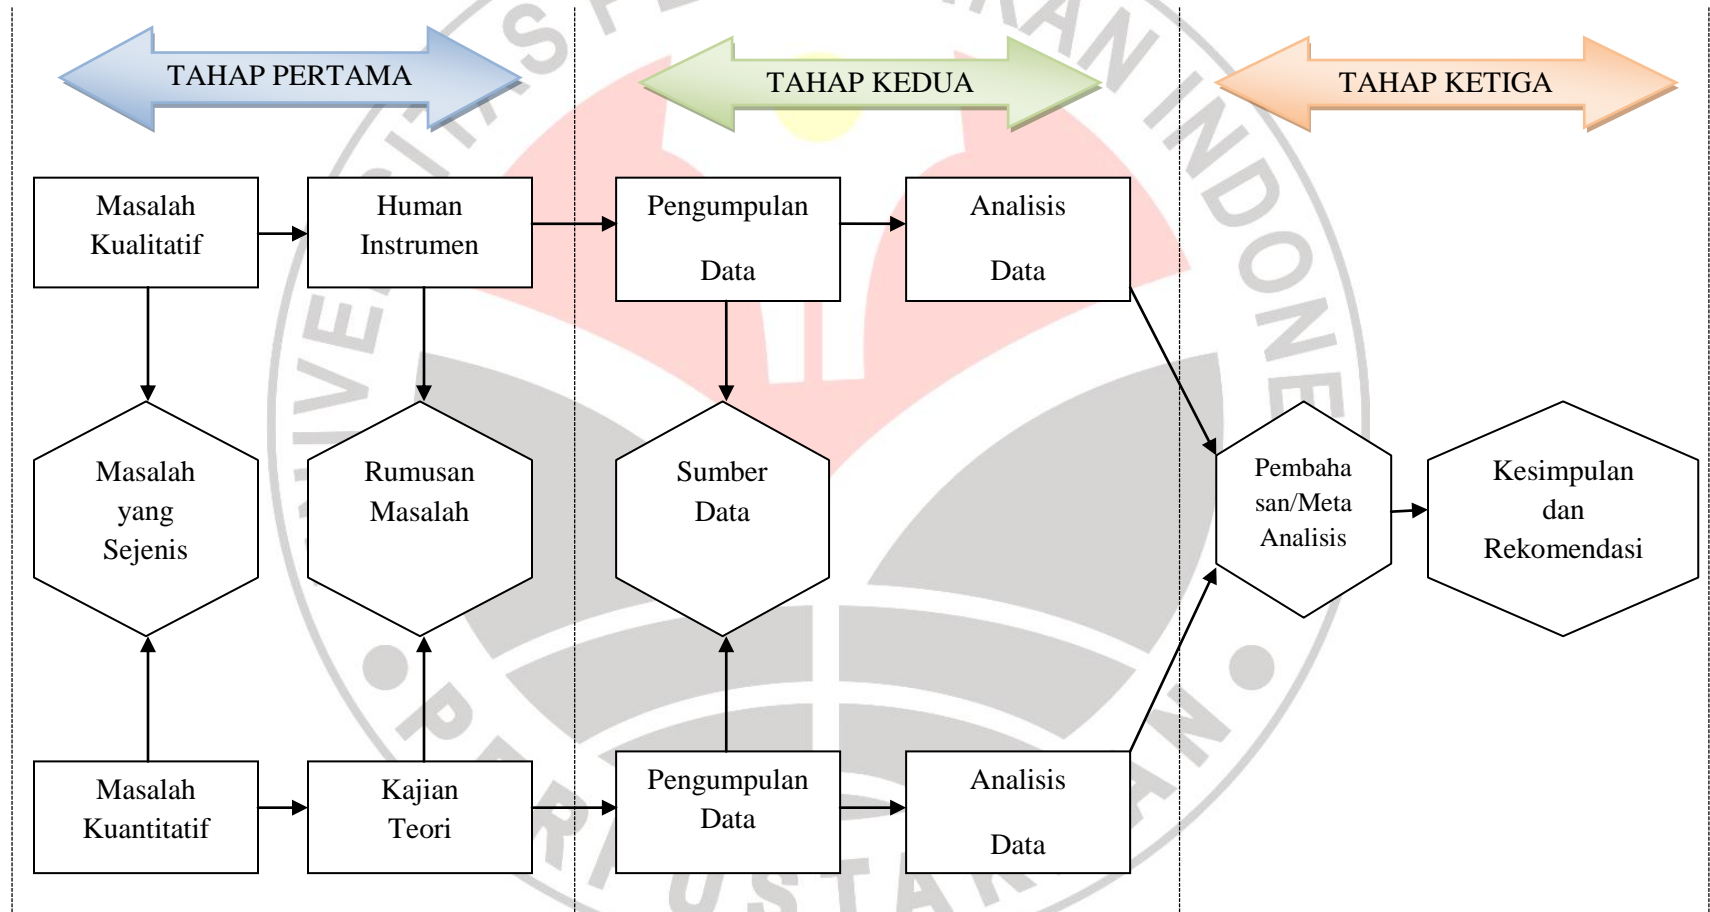 TAHAP PERTAMA
TAHAP KEDUA
TAHAP KETIGA
Masalah
Kualitatif
Human
Instrumen
Pengumpulan
Data
Analisis
Data
Masalah
yang
Sejenis
Rumusan
Masalah
Sumber
Data
Pembaha
san/Meta
Analisis
Kesimpulan
dan
Rekomendasi
Masalah
Kuantitatif
Kajian
Teori
Pengumpulan
Data
Analisis
Data